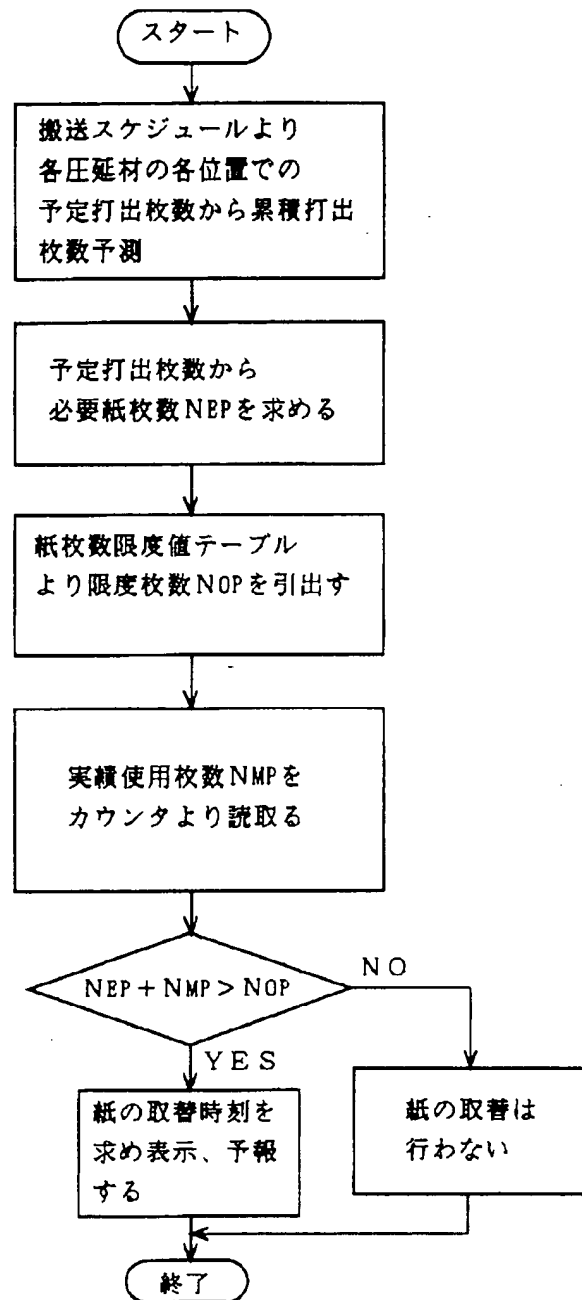 スタート
搬送スケジュールより
各圧延材の各位置での
予定打出枚数から累積打出
枚数予測
予定打出枚数から
必要紙枚数NEPを求める
紙枚数限度値テーブル
より限度枚数NOPを引出す
実績使用枚数NMPを
カウンタより読取る
NEP+NMP>NOP
NO
YES
紙の取替時刻を
求め表示、予報
する
紙の取替は
行わない
終了